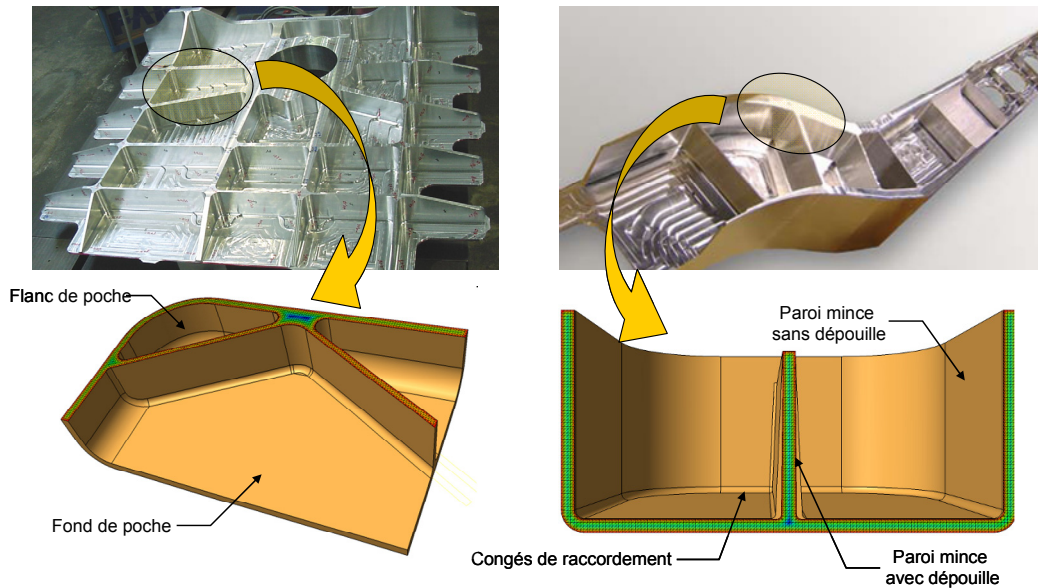 Flanc de poche
Fond de poche
Paroi mince
sans dépouille
Congés de raccordement
Paroi mince
avec dépouille